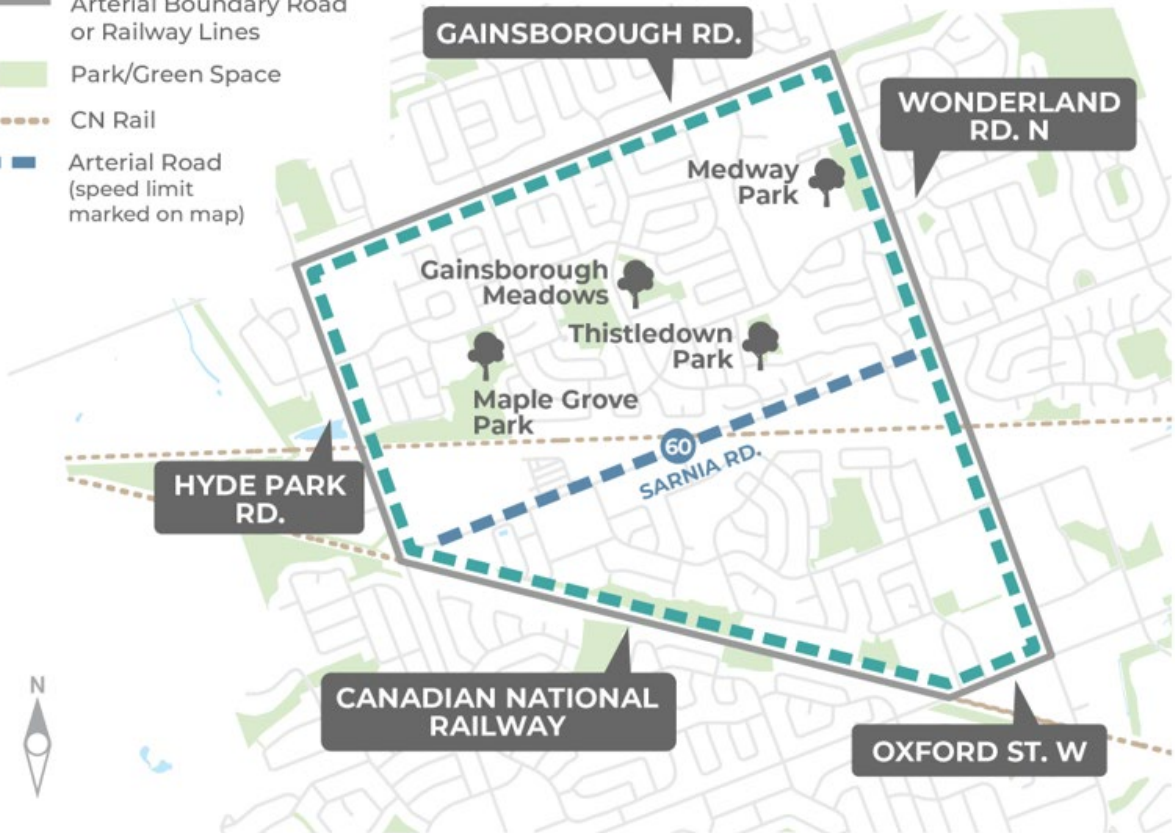 Arterial Boundary Road
or Railway Lines
Park/Green Space
CN Rail
Arterial Road
(speed limit
marked on map)
GAINSBOROUGH RD.
WONDERLAND
RD. N
Medway
Park
Gainsborough
Meadows
Thistledown
Park
Maple Grove
Park
60
SARNIA RD.
HYDE PARK
RD.
CANADIAN NATIONAL
RAILWAY
OXFORD ST. W
N